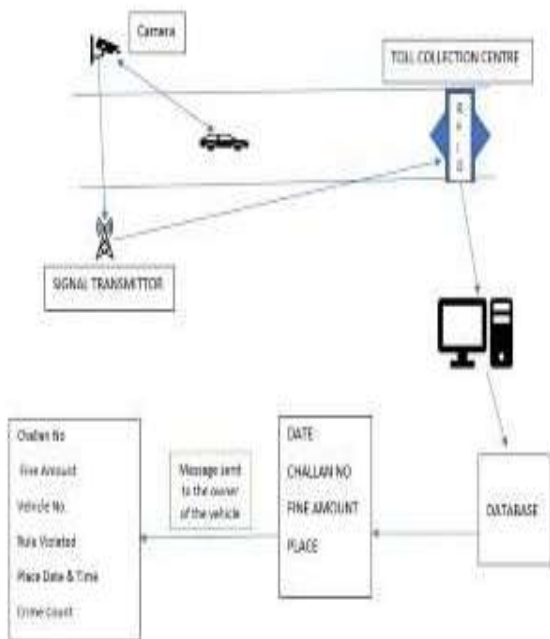 Camera
TOLL COLLECTION CENTRE
R
F
I
D
SIGNAL TRANSMITTOR
Challan No
Fine Amount
Vehicle No.
Rule Violated
Place Date & Time
Crime Count
Message send
to the owner
of the vehicle
DATE
CHALLAN NO
FINE AMOUNT
PLACE
DATABASE